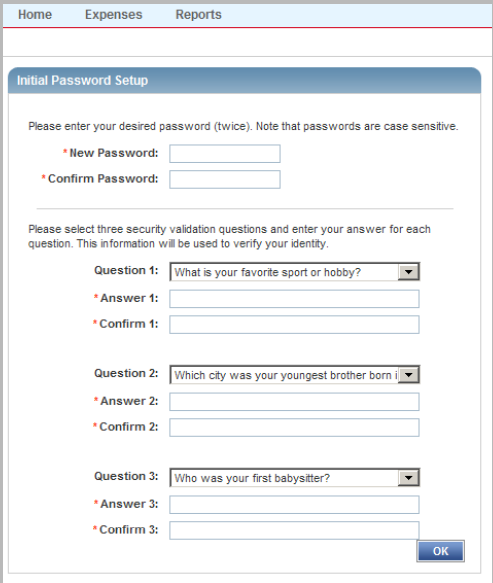 Home Expenses Reports
Initial Password Setup
Please enter your desired password (twice). Note that passwords are case sensitive.
*New Password:
*Confirm Password:
Please select three security validation questions and enter your answer for each
question. This information will be used to verify your identity.
Question 1: What is your favorite sport or hobby?
*Answer 1:
*Confirm 1:
Question 2: Which city was your youngest brother born i
*Answer 2:
*Confirm 2:
Question 3: Who was your first babysitter?
*Answer 3:
*Confirm 3:
OK